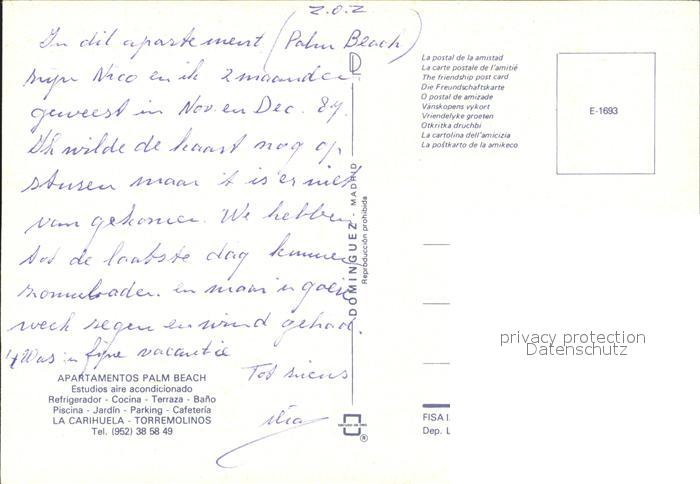 Z.O.Z
In dit apartement (Palm Beach)
zijn Nico en ik 2 maanden
geweest in Nov. en Dec. 84.
Ik wilde de kaart nog op
sturen maar 't is er niet
van gekomen. We hebben
tot de laatste dag kunnen
zonnebaden. en maar
week regen en wind gehad.
't Was 'n fijne vacantie
Tot ziens
APARTAMENTOS PALM BEACH
Estudios aire acondicionado
Refrigerador - Cocina - Terraza - Baño
Piscina - Jardín - Parking - Cafetería
LA CARIHUELA - TORREMOLINOS
Tel. (952) 38 58 49
DOMINGUEZ - MADRID
Reproducción prohibida
La postal de la amistad
La carte postale de l'amitié
The friendship post card
Die Freundschaftskarte
O postal de amizade
Vänskopens vykort
Vriendelyke groeten
Otkritka druchbi
La cartolina dell'amicizia
La poŝtkarto de la amikeco
E-1693
privacy protection
Datenschutz
FISA I.
Dep. L